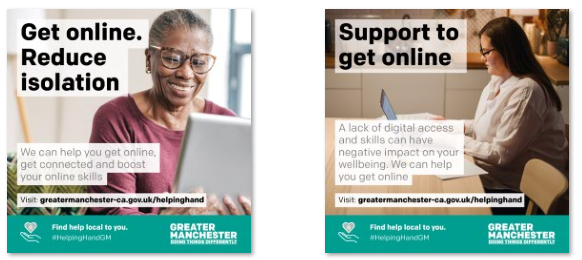 Get online.
Reduce
isolation
We can help you get online,
get connected and boost
your online skills
Visit: greatermanchester-ca.gov.uk/helpinghand
Find help local to you.
#HelpingHandGM
GREATER
MANCHESTER
DOING THINGS DIFFERENTLY
Support to
get online
A lack of digital access
and skills can have
negative impact on your
wellbeing. We can help
you get online
Visit: greatermanchester-ca.gov.uk/helpinghand
Find help local to you.
#HelpingHandGM
GREATER
MANCHESTER
DOING THINGS DIFFERENTLY